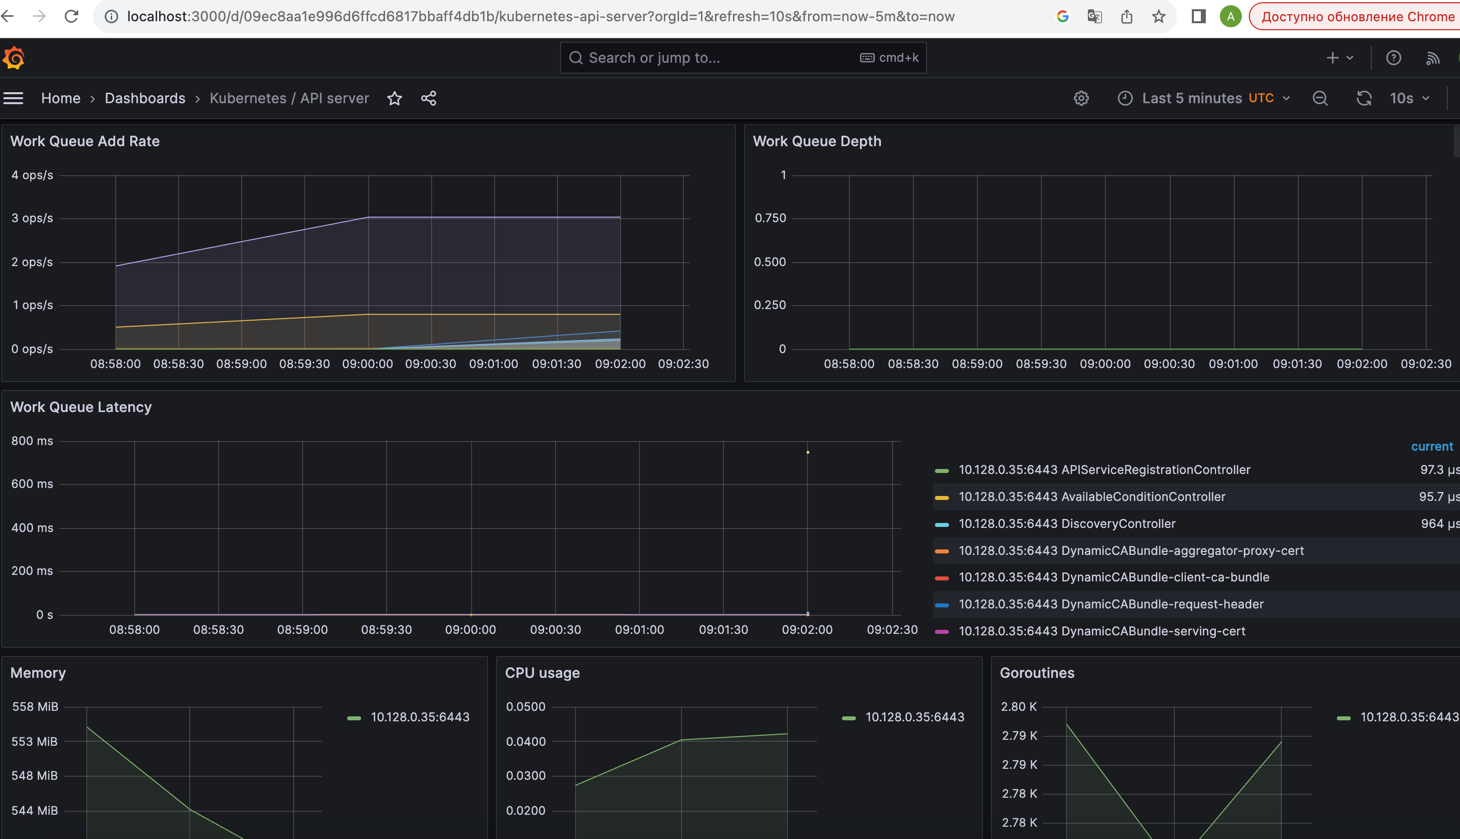 localhost:3000/d/09ec8aa1e996d6ffcd6817bbaff4db1b/kubernetes-api-server?orgId=1&refresh=10s&from=now-5m&to=now
A
Доступно обновление Chrome
Search or jump to...
cmd+k
Home › Dashboards › Kubernetes / API server
Last 5 minutes UTC
10s
Work Queue Add Rate
4 ops/s
3 ops/s
2 ops/s
1 ops/s
0 ops/s
08:58:00 08:58:30 08:59:00 08:59:30 09:00:00 09:00:30 09:01:00 09:01:30 09:02:00 09:02:30
Work Queue Depth
1
0.750
0.500
0.250
0
08:58:00 08:58:30 08:59:00 08:59:30 09:00:00 09:00:30 09:01:00 09:01:30 09:02:00 09:02:30
Work Queue Latency
800 ms
600 ms
400 ms
200 ms
0 s
08:58:00 08:58:30 08:59:00 08:59:30 09:00:00 09:00:30 09:01:00 09:01:30 09:02:00 09:02:30
current
10.128.0.35:6443 APIServiceRegistrationController 97.3 µs
10.128.0.35:6443 AvailableConditionController 95.7 µs
10.128.0.35:6443 DiscoveryController 964 µs
10.128.0.35:6443 DynamicCABundle-aggregator-proxy-cert
10.128.0.35:6443 DynamicCABundle-client-ca-bundle
10.128.0.35:6443 DynamicCABundle-request-header
10.128.0.35:6443 DynamicCABundle-serving-cert
Memory
558 MiB
553 MiB
548 MiB
544 MiB
10.128.0.35:6443
CPU usage
0.0500
0.0400
0.0300
0.0200
10.128.0.35:6443
Goroutines
2.80 K
2.79 K
2.79 K
2.78 K
2.78 K
10.128.0.35:6443